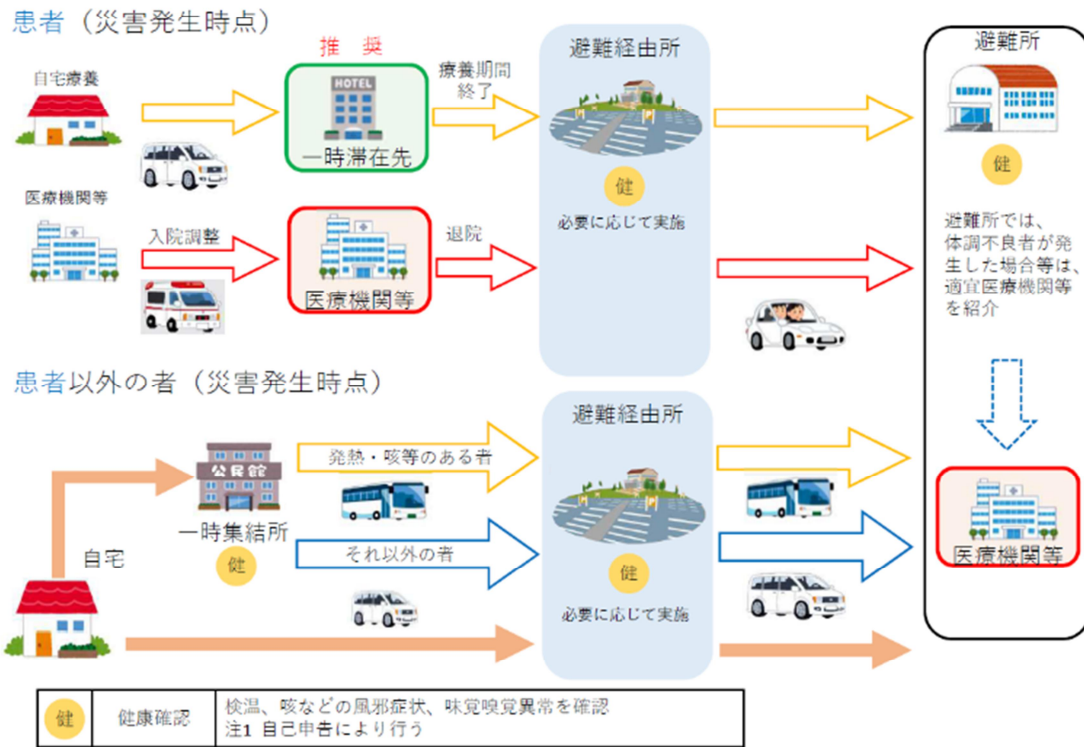 患者（災害発生時点）
推 奨
避難経由所
避難所
自宅療養
HOTEL
療養期間
終了
一時滞在先
健
健
医療機関等
必要に応じて実施
入院調整
退院
避難所では、
体調不良者が発
生した場合等は、
適宜医療機関等
を紹介
医療機関等
患者以外の者（災害発生時点）
避難経由所
公民館
発熱・咳等のある者
一時集結所
それ以外の者
健
健
医療機関等
自宅
必要に応じて実施
健
健康確認
検温、咳などの風邪症状、味覚嗅覚異常を確認
注1 自己申告により行う